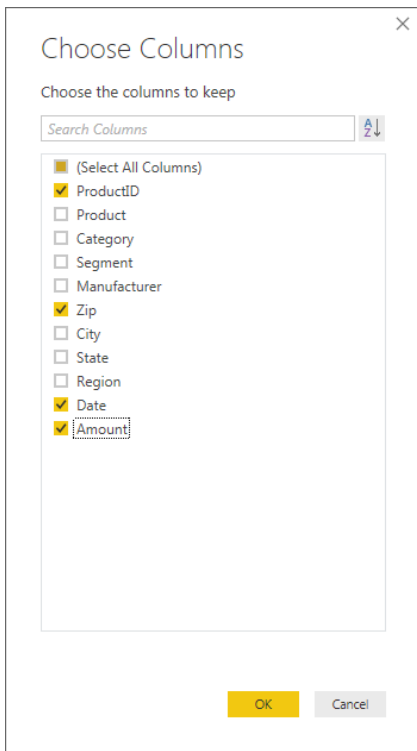 Choose Columns
Choose the columns to keep
Search Columns
(Select All Columns)
ProductID
Product
Category
Segment
Manufacturer
Zip
City
State
Region
Date
Amount
OK Cancel